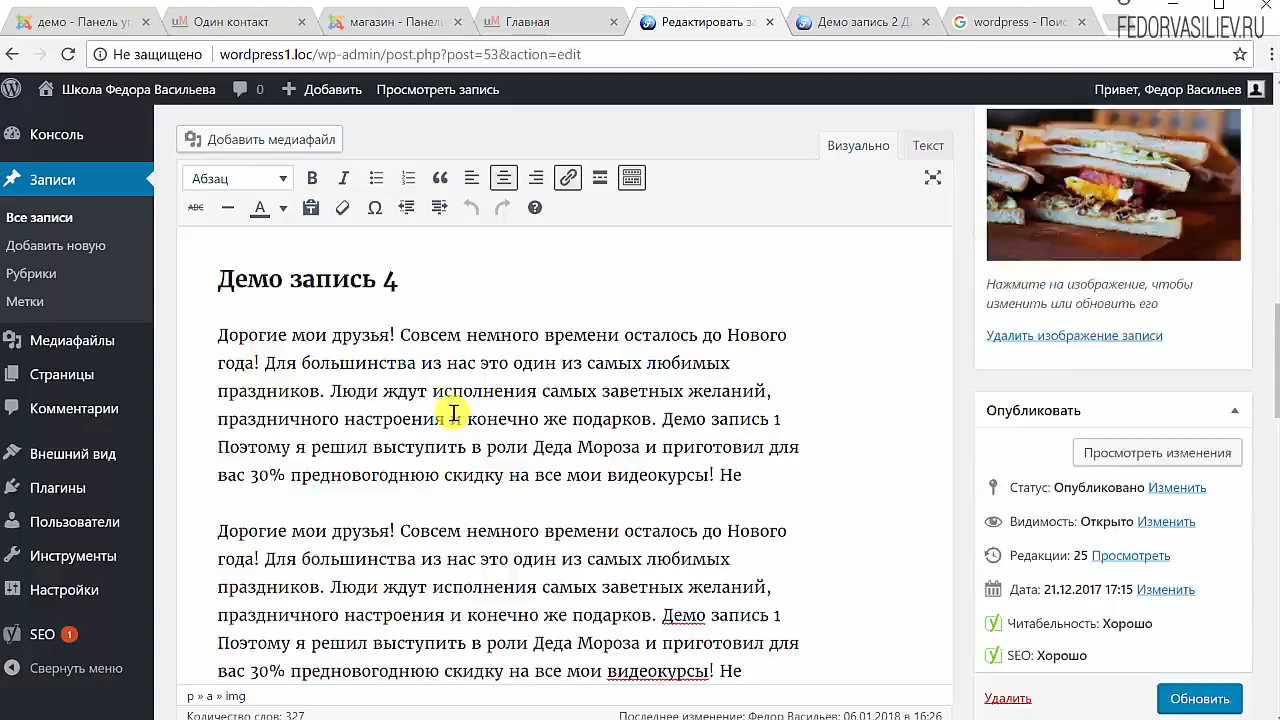 демо - Панель уп
Один контакт
магазин - Панел
Главная
Редактировать за
Демо запись 2 Д
wordpress - Поис
FEDORVASILIEV.RU
Не защищено
wordpress1.loc/wp-admin/post.php?post=53&action=edit
Школа Федора Васильева
0
Добавить
Просмотреть запись
Привет, Федор Васильев
Консоль
Записи
Все записи
Добавить новую
Рубрики
Метки
Медиафайлы
Страницы
Комментарии
Внешний вид
Плагины
Пользователи
Инструменты
Настройки
SEO 1
Свернуть меню
Добавить медиафайл
Визуально
Текст
Абзац
Демо запись 4
Дорогие мои друзья! Совсем немного времени осталось до Нового
года! Для большинства из нас это один из самых любимых
праздников. Люди ждут исполнения самых заветных желаний,
праздничного настроения и конечно же подарков. Демо запись 1
Поэтому я решил выступить в роли Деда Мороза и приготовил для
вас 30% предновогоднюю скидку на все мои видеокурсы! Не
Дорогие мои друзья! Совсем немного времени осталось до Нового
года! Для большинства из нас это один из самых любимых
праздников. Люди ждут исполнения самых заветных желаний,
праздничного настроения и конечно же подарков. Демо запись 1
Поэтому я решил выступить в роли Деда Мороза и приготовил для
вас 30% предновогоднюю скидку на все мои видеокурсы! Не
p » a » img
Количество слов: 327
Последнее изменение: Федор Васильев: 06.01.2018 в 16:26
Нажмите на изображение, чтобы
изменить или обновить его
Удалить изображение записи
Опубликовать
Просмотреть изменения
Статус: Опубликовано Изменить
Видимость: Открыто Изменить
Редакции: 25 Просмотреть
Дата: 21.12.2017 17:15 Изменить
Читабельность: Хорошо
SEO: Хорошо
Удалить
Обновить